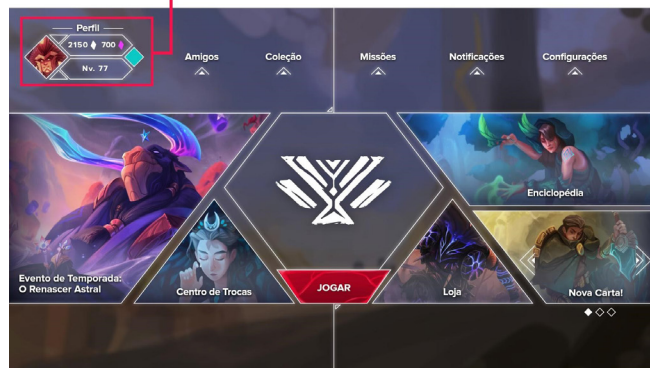 Perfil
2150 700
Nv. 77
Amigos
Coleção
Missões
Notificações
Configurações
Enciclopédia
Evento de Temporada:
O Renascer Astral
Centro de Trocas
JOGAR
Loja
Nova Carta!